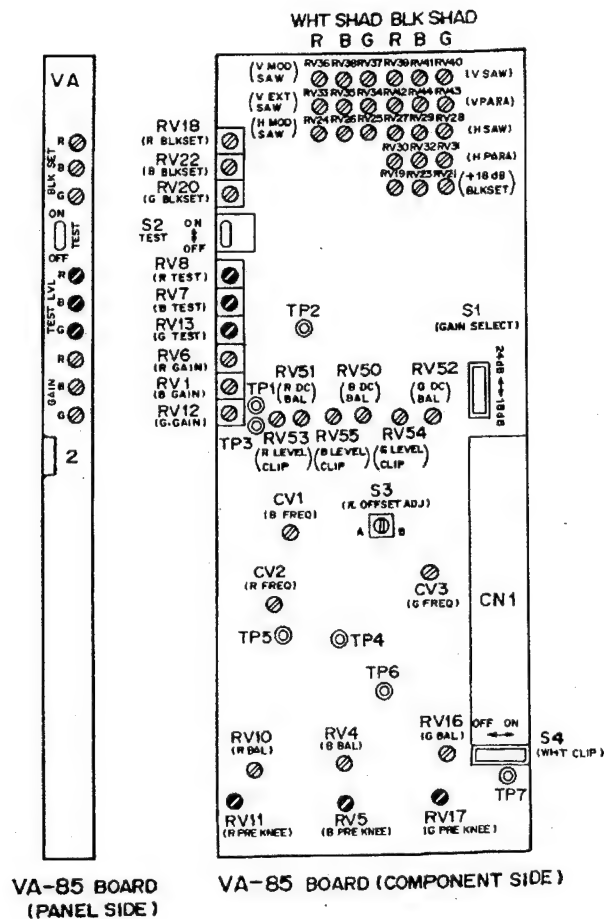 WHT SHAD BLK SHAD
R B G R B G
(V MOD SAW) RV36 RV38 RV37 RV39 RV41 RV40 (V SAW)
(V EXT SAW) RV33 RV35 RV34 RV42 RV44 RV43 (V PARA)
(H MOD SAW) RV24 RV26 RV25 RV27 RV29 RV28 (H SAW)
RV30 RV32 RV31 (H PARA)
RV19 RV23 RV21 (+18dB BLKSET)
VA
R
B
G
BLK SET
ON
OFF
TEST
R
B
G
TEST LVL
R
B
G
GAIN
2
RV18
(R BLKSET)
RV22
(B BLKSET)
RV20
(G BLKSET)
S2
TEST
ON
OFF
RV8
(R TEST)
RV7
(B TEST)
RV13
(G TEST)
RV6
(R GAIN)
RV1
(B GAIN)
RV12
(G-GAIN)
TP2
S1
(GAIN SELECT)
24dB
18dB
TP1
TP3
RV51
(R DC BAL)
RV50
(B DC BAL)
RV52
(G DC BAL)
RV53
(R LEVEL CLIP)
RV55
(B LEVEL CLIP)
RV54
(G LEVEL CLIP)
CV1
(B FREQ)
S3
(R. OFFSET ADJ)
A B
CV2
(R FREQ)
CV3
(G FREQ)
CN1
TP5
TP4
TP6
RV10
(R BAL)
RV4
(B BAL)
RV16
(G BAL)
OFF ON
S4
(WHT CLIP)
TP7
RV11
(R PRE KNEE)
RV5
(B PRE KNEE)
RV17
(G PRE KNEE)
VA-85 BOARD
(PANEL SIDE)
VA-85 BOARD (COMPONENT SIDE)